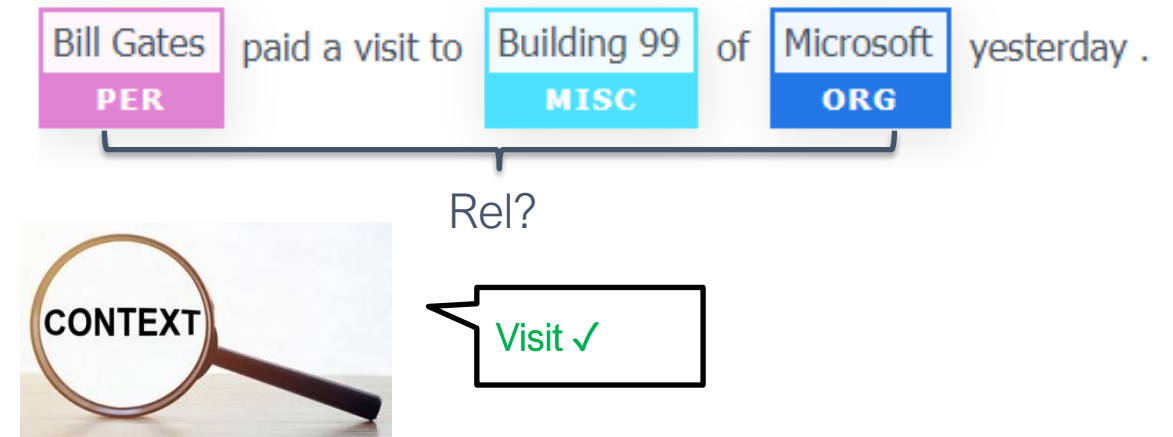 Bill Gates paid a visit to Building 99 of Microsoft yesterday .
PER MISC ORG
Rel?
CONTEXT
Visit ✓